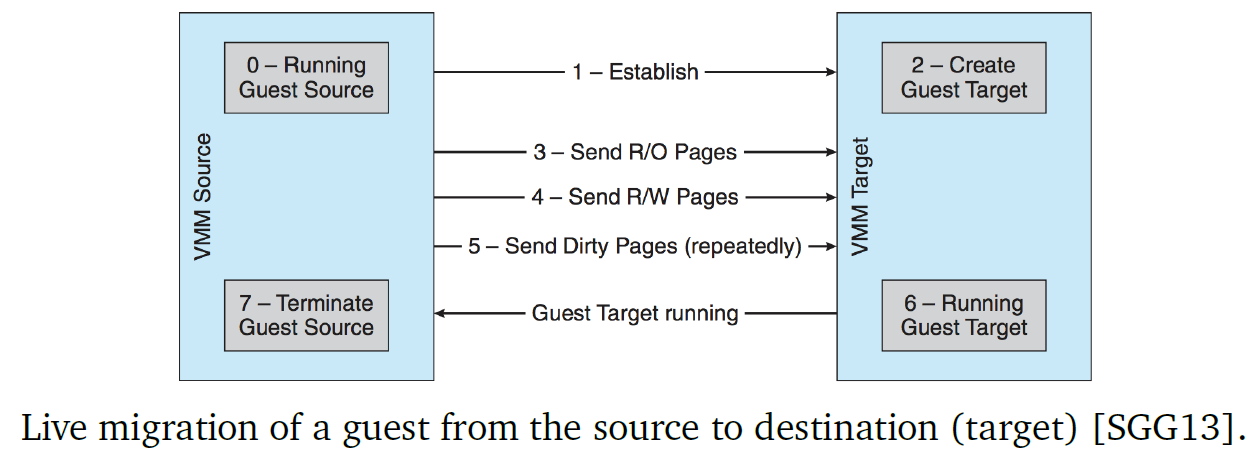 0 – Running
Guest Source
1 – Establish
2 – Create
Guest Target
VMM Source
3 – Send R/O Pages
VMM Target
4 – Send R/W Pages
5 – Send Dirty Pages (repeatedly)
7 – Terminate
Guest Source
Guest Target running
6 – Running
Guest Target
Live migration of a guest from the source to destination (target) [SGG13].